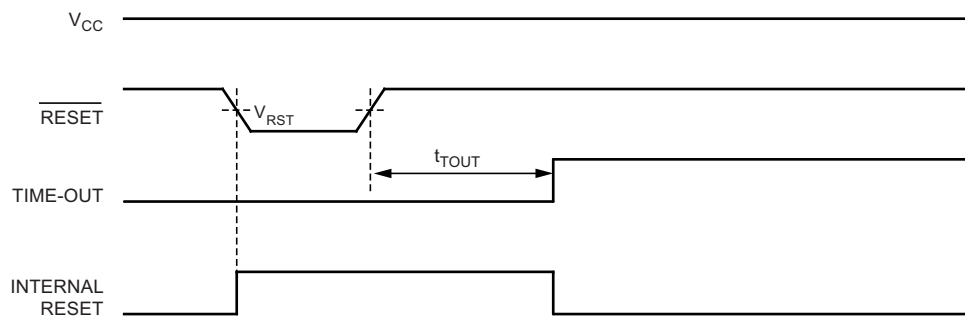 VCC
RESET
VRST
tTOUT
TIME-OUT
INTERNAL
RESET